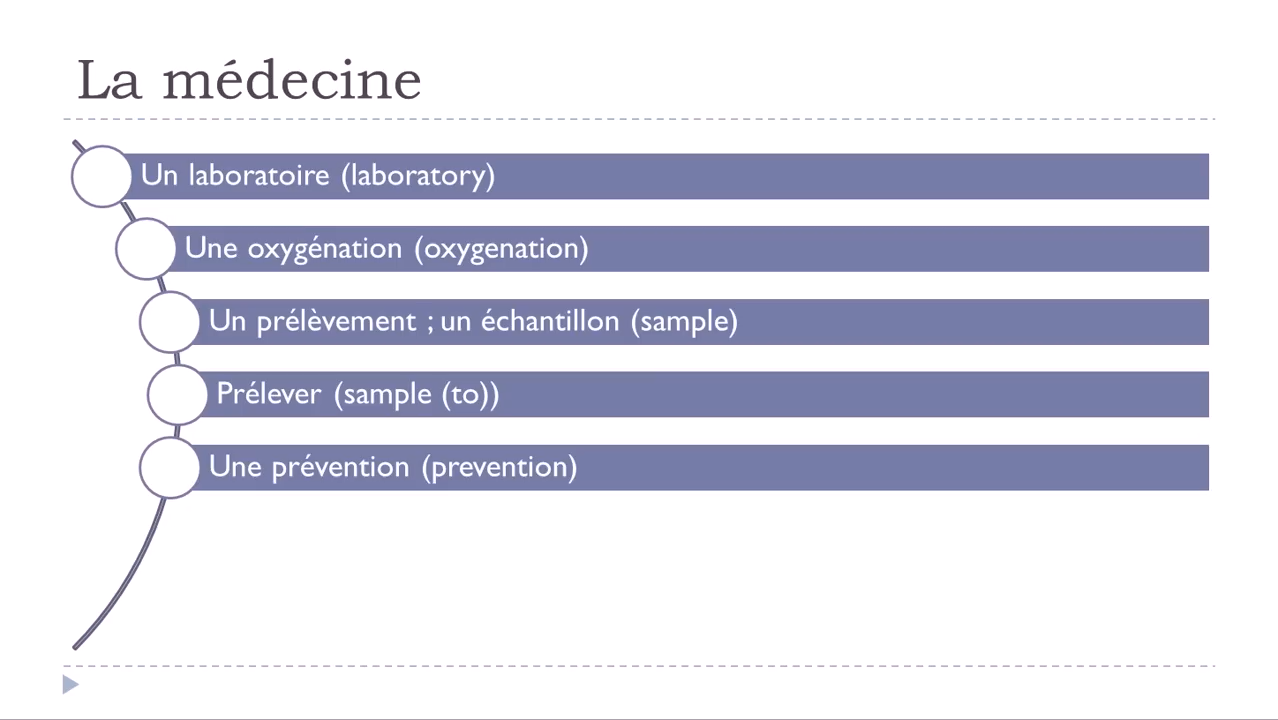 La médecine
Un laboratoire (laboratory)
Une oxygénation (oxygenation)
Un prélèvement ; un échantillon (sample)
Prélever (sample (to))
Une prévention (prevention)